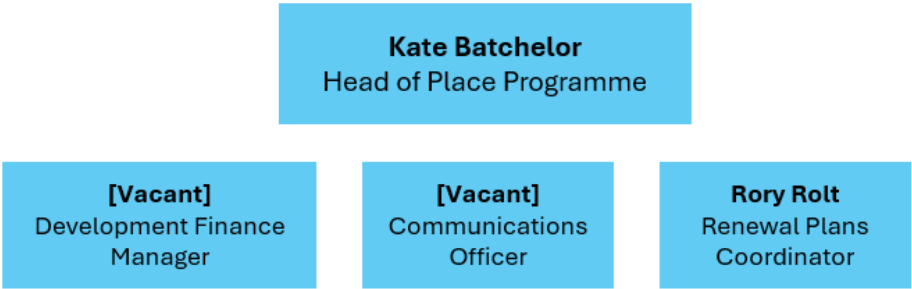 Kate Batchelor
Head of Place Programme
[Vacant]
Development Finance
Manager
[Vacant]
Communications
Officer
Rory Rolt
Renewal Plans
Coordinator